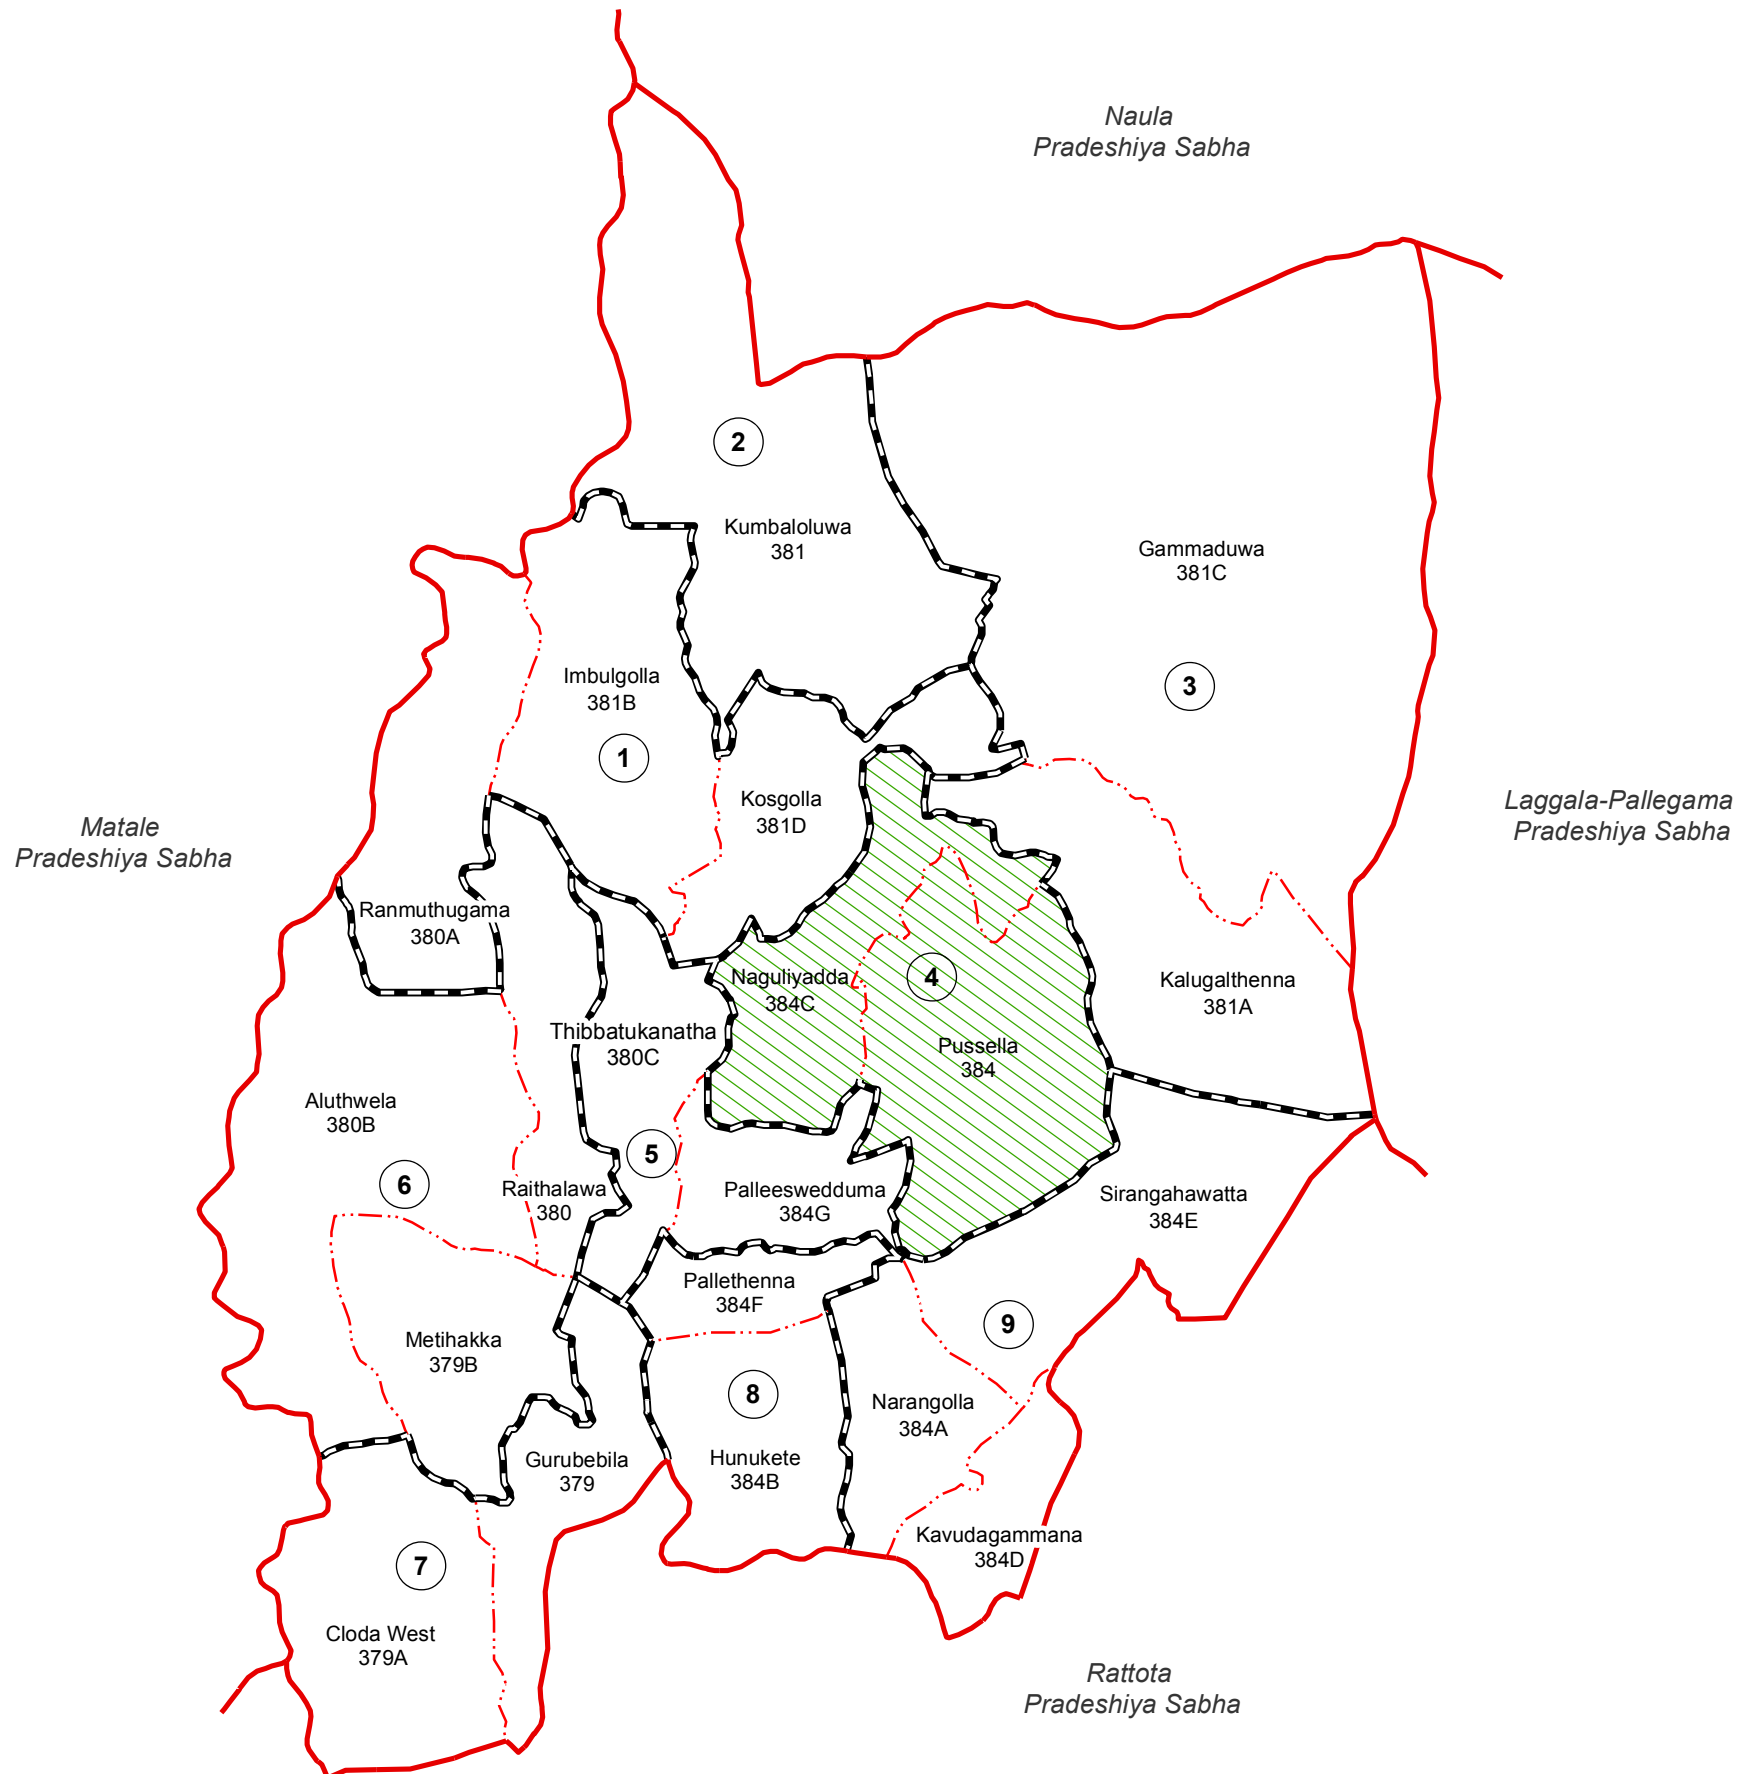 Naula
Pradeshiya Sabha
2
Kumbaloluwa
381
Gammaduwa
381C
Imbulgolla
381B
3
1
Kosgolla
381D
Laggala-Pallegama
Pradeshiya Sabha
Matale
Pradeshiya Sabha
Ranmuthugama
380A
Naguliyadda
384C
4
Kalugalthenna
381A
Thibbatukanatha
380C
Pussella
384
Aluthwela
380B
5
6
Raithalawa
380
Palleeswedduma
384G
Sirangahawatta
384E
Pallethenna
384F
9
Metihakka
379B
8
Narangolla
384A
Gurubebila
379
Hunukete
384B
Kavudagammana
384D
7
Cloda West
379A
Rattota
Pradeshiya Sabha